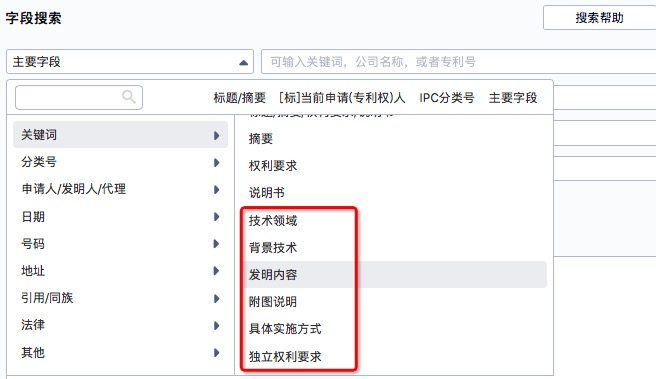 字段搜索
搜索帮助
主要字段
可输入关键词，公司名称，或者专利号
标题/摘要 [标]当前申请(专利权)人 IPC分类号 主要字段
关键词
分类号
申请人/发明人/代理
日期
号码
地址
引用/同族
法律
其他
摘要
权利要求
说明书
技术领域
背景技术
发明内容
附图说明
具体实施方式
独立权利要求